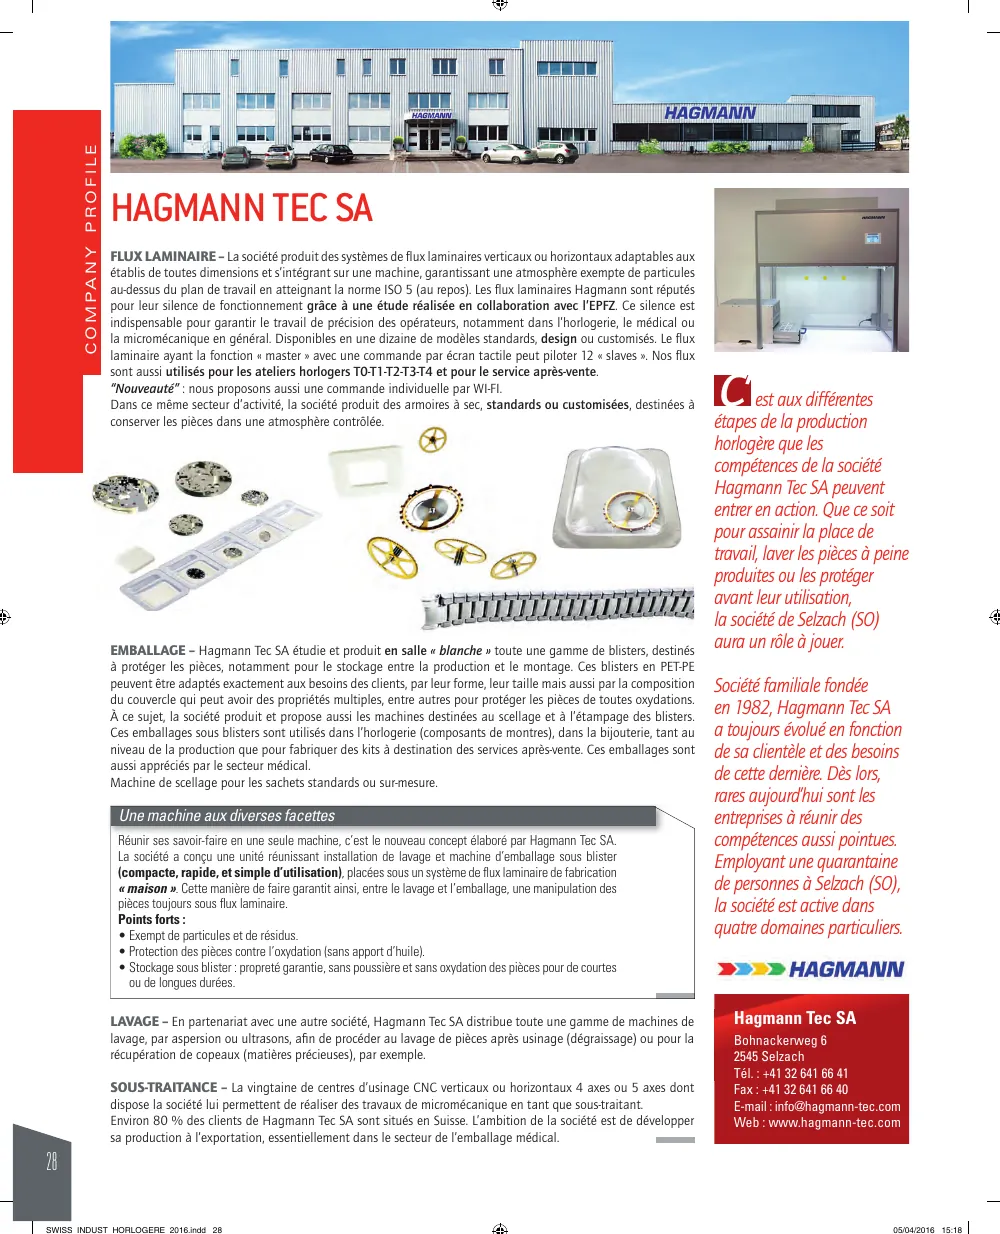 HAGMANN
HAGMANN
COMPANY PROFILE
HAGMANN TEC SA
FLUX LAMINAIRE – La société produit des systèmes de flux laminaires verticaux ou horizontaux adaptables aux
établis de toutes dimensions et s’intégrant sur une machine, garantissant une atmosphère exempte de particules
au-dessus du plan de travail en atteignant la norme ISO 5 (au repos). Les flux laminaires Hagmann sont réputés
pour leur silence de fonctionnement grâce à une étude réalisée en collaboration avec l’EPFZ. Ce silence est
indispensable pour garantir le travail de précision des opérateurs, notamment dans l’horlogerie, le médical ou
la micromécanique en général. Disponibles en une dizaine de modèles standards, design ou customisés. Le flux
laminaire ayant la fonction « master » avec une commande par écran tactile peut piloter 12 « slaves ». Nos flux
sont aussi utilisés pour les ateliers horlogers T0-T1-T2-T3-T4 et pour le service après-vente.
“Nouveauté” : nous proposons aussi une commande individuelle par WI-FI.
Dans ce même secteur d’activité, la société produit des armoires à sec, standards ou customisées, destinées à
conserver les pièces dans une atmosphère contrôlée.
EMBALLAGE – Hagmann Tec SA étudie et produit en salle « blanche » toute une gamme de blisters, destinés
à protéger les pièces, notamment pour le stockage entre la production et le montage. Ces blisters en PET-PE
peuvent être adaptés exactement aux besoins des clients, par leur forme, leur taille mais aussi par la composition
du couvercle qui peut avoir des propriétés multiples, entre autres pour protéger les pièces de toutes oxydations.
À ce sujet, la société produit et propose aussi les machines destinées au scellage et à l’étampage des blisters.
Ces emballages sous blisters sont utilisés dans l’horlogerie (composants de montres), dans la bijouterie, tant au
niveau de la production que pour fabriquer des kits à destination des services après-vente. Ces emballages sont
aussi appréciés par le secteur médical.
Machine de scellage pour les sachets standards ou sur-mesure.
Une machine aux diverses facettes
Réunir ses savoir-faire en une seule machine, c’est le nouveau concept élaboré par Hagmann Tec SA.
La société a conçu une unité réunissant installation de lavage et machine d’emballage sous blister
(compacte, rapide, et simple d’utilisation), placées sous un système de flux laminaire de fabrication
« maison ». Cette manière de faire garantit ainsi, entre le lavage et l’emballage, une manipulation des
pièces toujours sous flux laminaire.
Points forts :
• Exempt de particules et de résidus.
• Protection des pièces contre l’oxydation (sans apport d’huile).
• Stockage sous blister : propreté garantie, sans poussière et sans oxydation des pièces pour de courtes
ou de longues durées.
LAVAGE – En partenariat avec une autre société, Hagmann Tec SA distribue toute une gamme de machines de
lavage, par aspersion ou ultrasons, afin de procéder au lavage de pièces après usinage (dégraissage) ou pour la
récupération de copeaux (matières précieuses), par exemple.
SOUS-TRAITANCE – La vingtaine de centres d’usinage CNC verticaux ou horizontaux 4 axes ou 5 axes dont
dispose la société lui permettent de réaliser des travaux de micromécanique en tant que sous-traitant.
Environ 80 % des clients de Hagmann Tec SA sont situés en Suisse. L’ambition de la société est de développer
sa production à l’exportation, essentiellement dans le secteur de l’emballage médical.
HAGMANN
C’est aux différentes
étapes de la production
horlogère que les
compétences de la société
Hagmann Tec SA peuvent
entrer en action. Que ce soit
pour assainir la place de
travail, laver les pièces à peine
produites ou les protéger
avant leur utilisation,
la société de Selzach (SO)
aura un rôle à jouer.
Société familiale fondée
en 1982, Hagmann Tec SA
a toujours évolué en fonction
de sa clientèle et des besoins
de cette dernière. Dès lors,
rares aujourd’hui sont les
entreprises à réunir des
compétences aussi pointues.
Employant une quarantaine
de personnes à Selzach (SO),
la société est active dans
quatre domaines particuliers.
HAGMANN
Hagmann Tec SA
Bohnackerweg 6
2545 Selzach
Tél. : +41 32 641 66 41
Fax : +41 32 641 66 40
E-mail : info@hagmann-tec.com
Web : www.hagmann-tec.com
28
SWISS INDUST HORLOGERE 2016.indd 28
05/04/2016 15:18